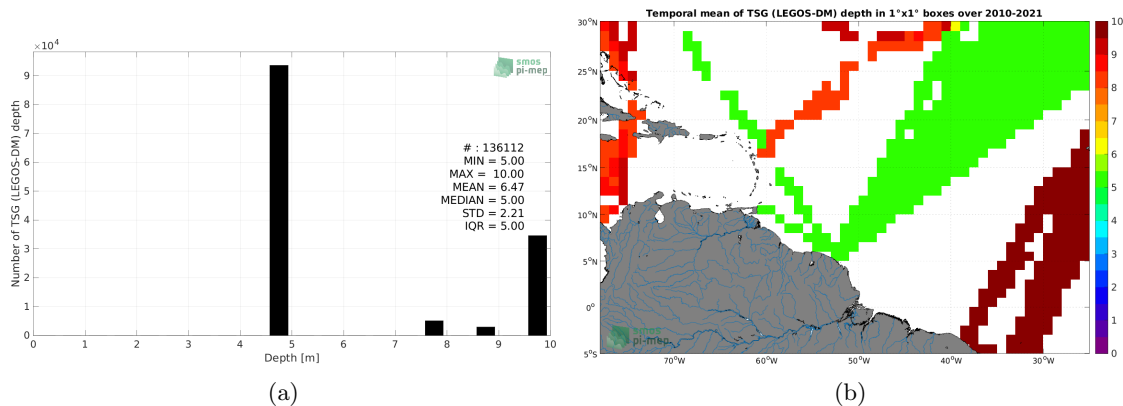 ×10⁴
9
8
7
6
5
4
3
2
1
0
Number of TSG (LEGOS-DM) depth
0 1 2 3 4 5 6 7 8 9 10
Depth [m]
smos
pi-mep
# : 136112
MIN = 5.00
MAX = 10.00
MEAN = 6.47
MEDIAN = 5.00
STD = 2.21
IQR = 5.00
(a)
Temporal mean of TSG (LEGOS-DM) depth in 1°x1° boxes over 2010-2021
30°N
25°N
20°N
15°N
10°N
5°N
0°
5°S
70°W 60°W 50°W 40°W 30°W
smos
pi-mep
10
9
8
7
6
5
4
3
2
1
0
(b)